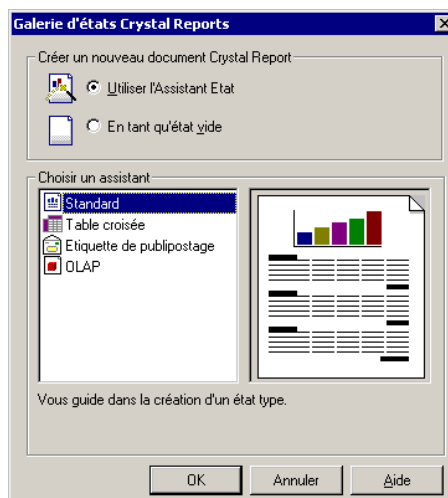 Galerie d'états Crystal Reports
Créer un nouveau document Crystal Report
Utiliser l'Assistant Etat
En tant qu'état vide
Choisir un assistant
Standard
Table croisée
Etiquette de publipostage
OLAP
Vous guide dans la création d'un état type.
OK
Annuler
Aide